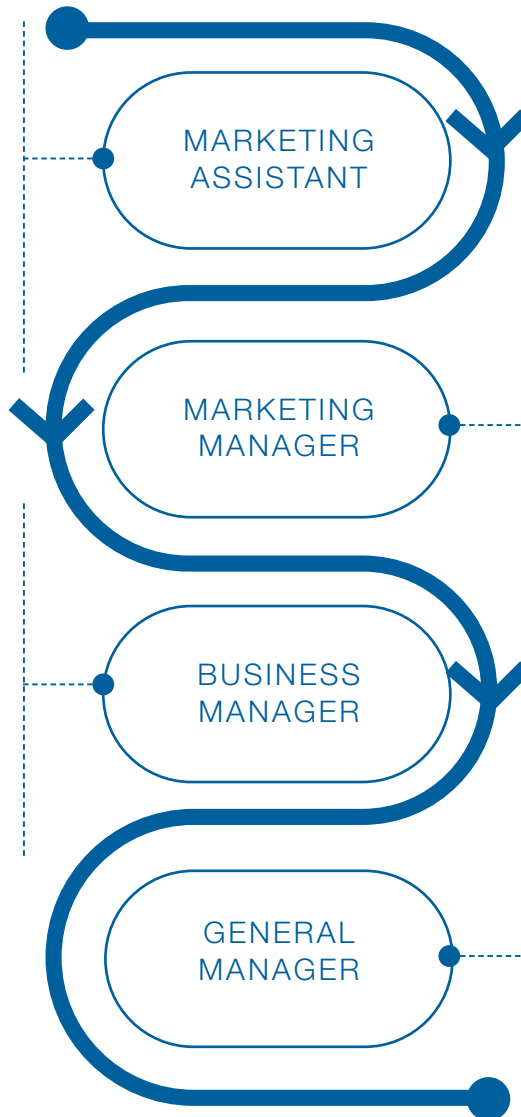 MARKETING
ASSISTANT
MARKETING
MANAGER
BUSINESS
MANAGER
GENERAL
MANAGER